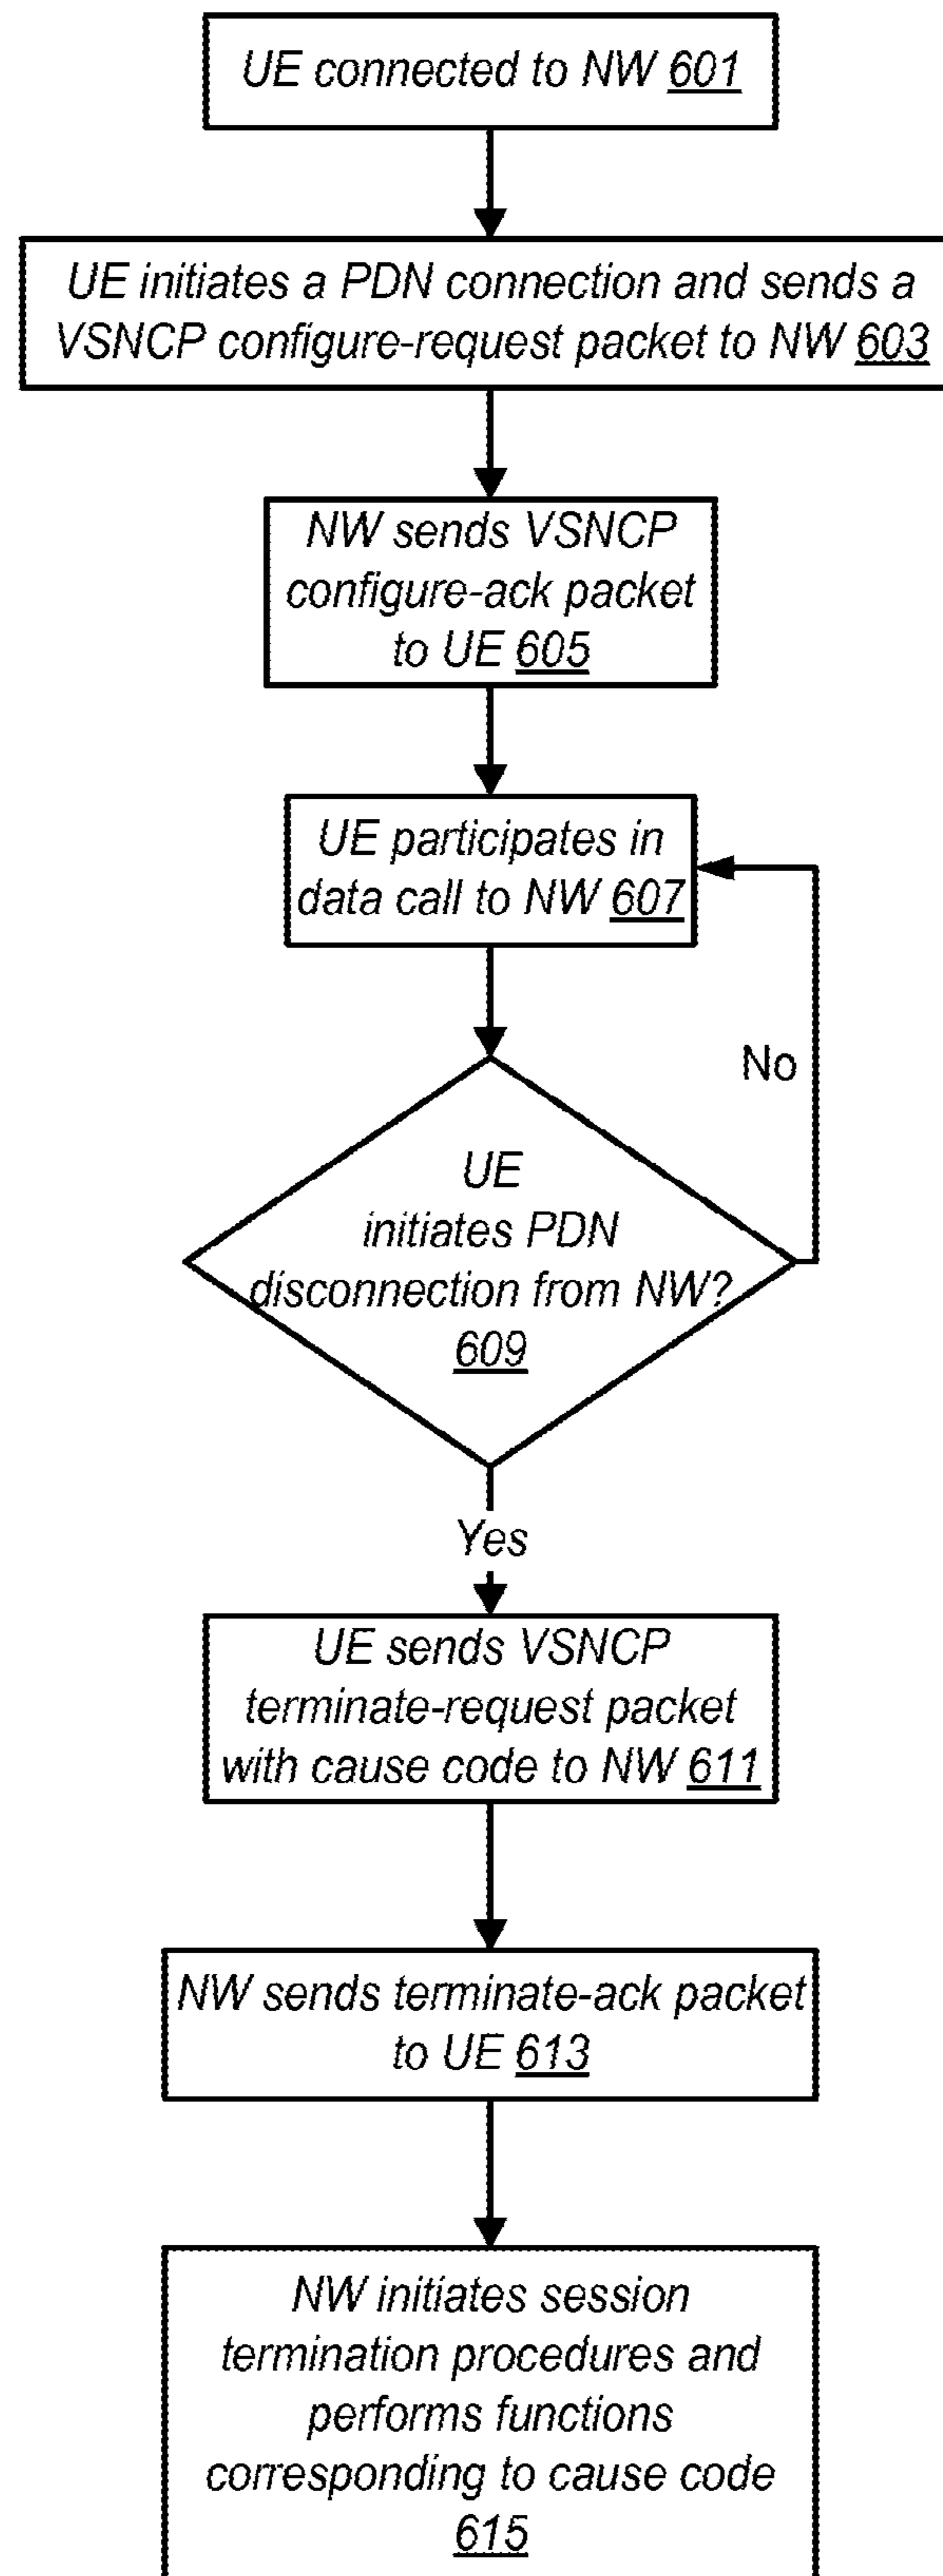 UE connected to NW 601
UE initiates a PDN connection and sends a
VSNCP configure-request packet to NW 603
NW sends VSNCP
configure-ack packet
to UE 605
UE participates in
data call to NW 607
No
UE
initiates PDN
disconnection from NW?
609
Yes
UE sends VSNCP
terminate-request packet
with cause code to NW 611
NW sends terminate-ack packet
to UE 613
NW initiates session
termination procedures and
performs functions
corresponding to cause code
615